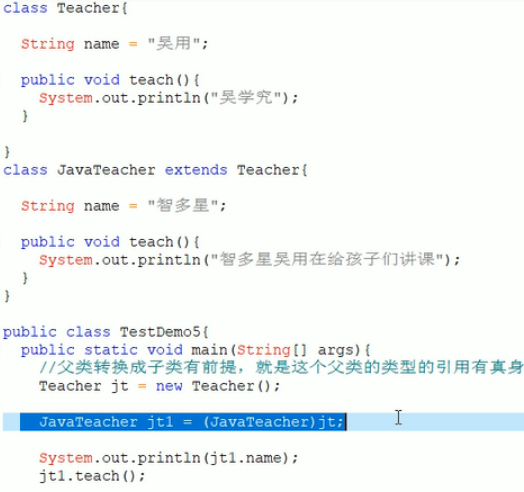 class Teacher{
String name = "吴用";
public void teach(){
System.out.println("吴学究");
}
}
class JavaTeacher extends Teacher{
String name = "智多星";
public void teach(){
System.out.println("智多星吴用在给孩子们讲课");
}
}
public class TestDemo5{
public static void main(String[] args){
//父类转换成子类有前提，就是这个父类的类型的引用有真身
Teacher jt = new Teacher();
JavaTeacher jt1 = (JavaTeacher)jt;
System.out.println(jt1.name);
jt1.teach();